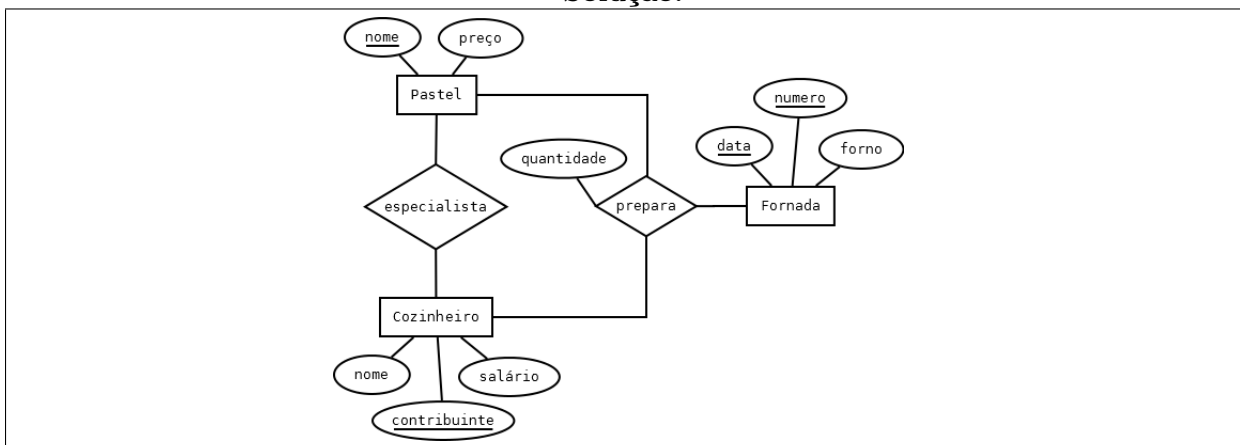 Solução:
nome
preço
Pastel
numero
data
forno
quantidade
especialista
prepara
Fornada
Cozinheiro
nome
salário
contribuinte